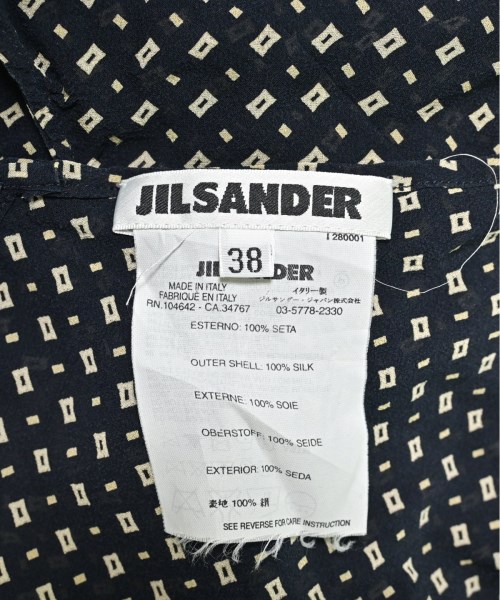 JILSANDER
I 280001
38
JIL SANDER
MADE IN ITALY
FABRIQUÉ EN ITALY
RN.104642 - CA.34767
イタリー製
ジルサンダー・ジャパン株式会社
03-5778-2330
ESTERNO: 100% SETA
OUTER SHELL: 100% SILK
EXTERNE: 100% SOIE
OBERSTOFF: 100% SEIDE
EXTERIOR: 100% SEDA
表地 100% 絹
SEE REVERSE FOR CARE INSTRUCTION